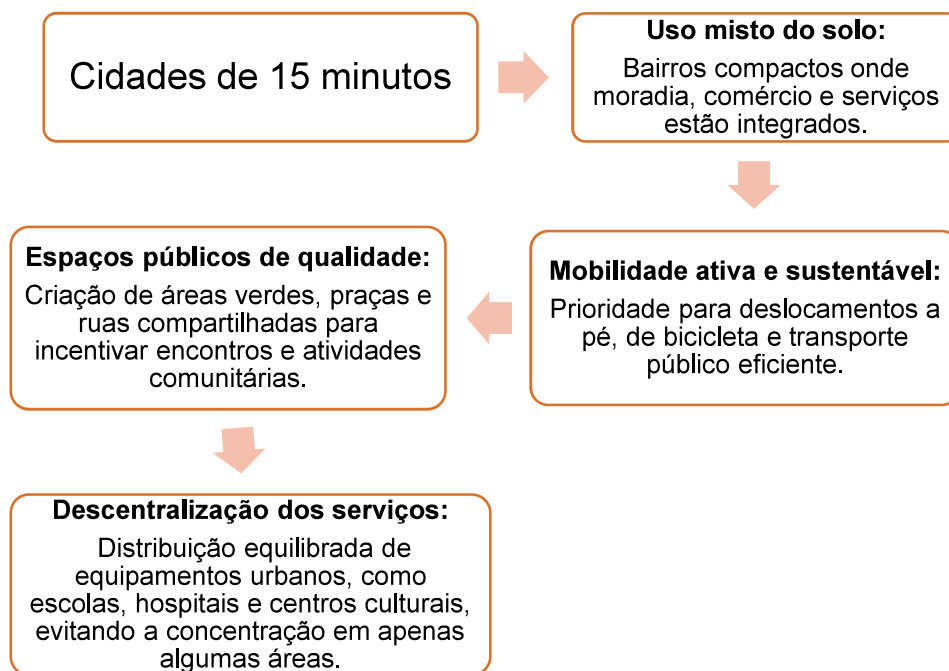 Cidades de 15 minutos
Uso misto do solo:
Bairros compactos onde
moradia, comércio e serviços
estão integrados.
Mobilidade ativa e sustentável:
Prioridade para deslocamentos a
pé, de bicicleta e transporte
público eficiente.
Espaços públicos de qualidade:
Criação de áreas verdes, praças e
ruas compartilhadas para
incentivar encontros e atividades
comunitárias.
Descentralização dos serviços:
Distribuição equilibrada de
equipamentos urbanos, como
escolas, hospitais e centros culturais,
evitando a concentração em apenas
algumas áreas.